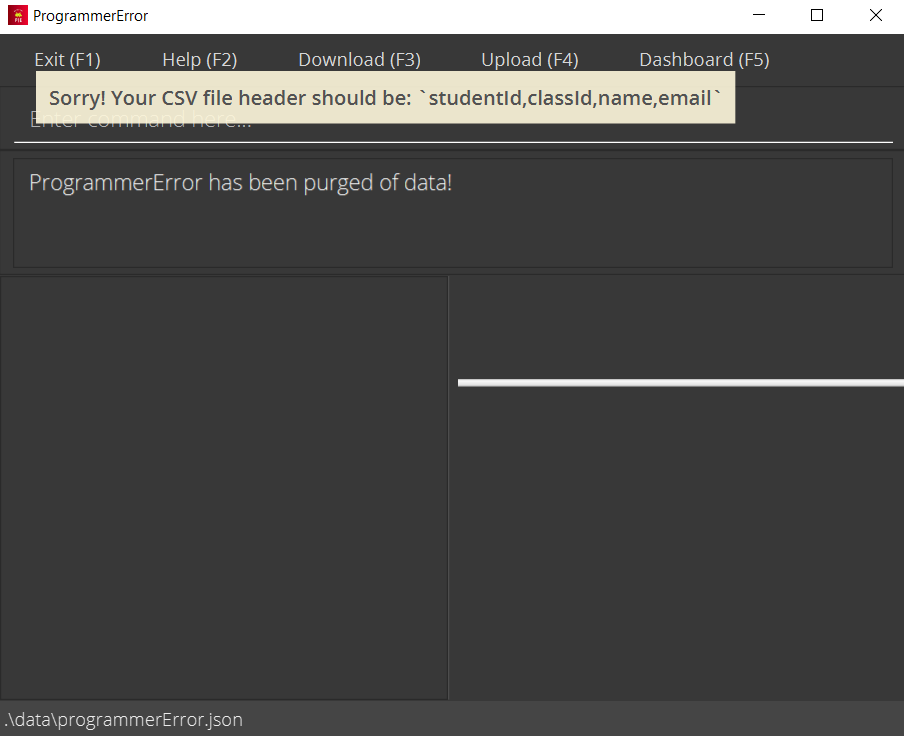 ProgrammerError
Exit (F1) Help (F2) Download (F3) Upload (F4) Dashboard (F5)
Sorry! Your CSV file header should be: `studentId,classId,name,email`
Enter command here...
ProgrammerError has been purged of data!
.\data\programmerError.json